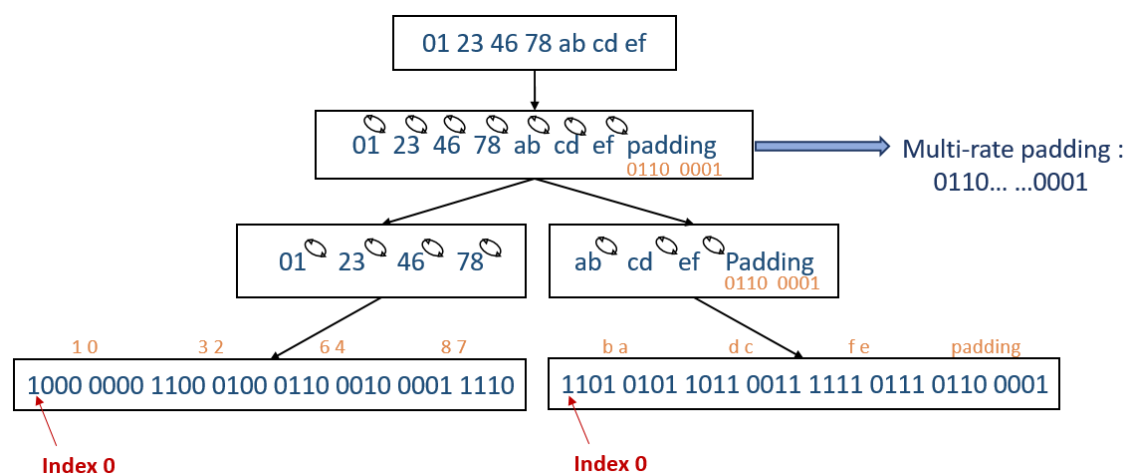 01 23 46 78 ab cd ef
01 23 46 78 ab cd ef padding
0110 0001
Multi-rate padding :
0110... ...0001
01 23 46 78
ab cd ef Padding
0110 0001
1 0 3 2 6 4 8 7
1000 0000 1100 0100 0110 0010 0001 1110
Index 0
b a d c f e padding
1101 0101 1011 0011 1111 0111 0110 0001
Index 0